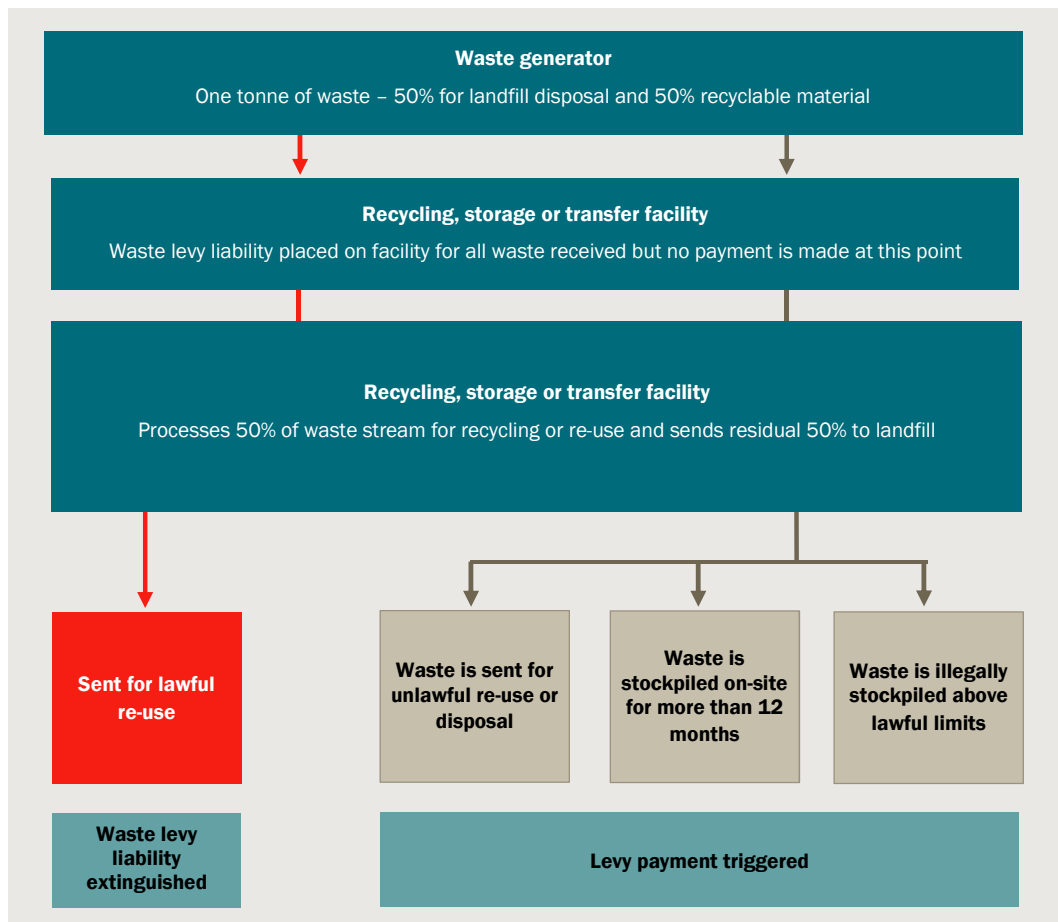 Waste generator
One tonne of waste – 50% for landfill disposal and 50% recyclable material
Recycling, storage or transfer facility
Waste levy liability placed on facility for all waste received but no payment is made at this point
Recycling, storage or transfer facility
Processes 50% of waste stream for recycling or re-use and sends residual 50% to landfill
Sent for lawful
re-use
Waste is sent for
unlawful re-use or
disposal
Waste is
stockpiled on-site
for more than 12
months
Waste is illegally
stockpiled above
lawful limits
Waste levy
liability
extinguished
Levy payment triggered